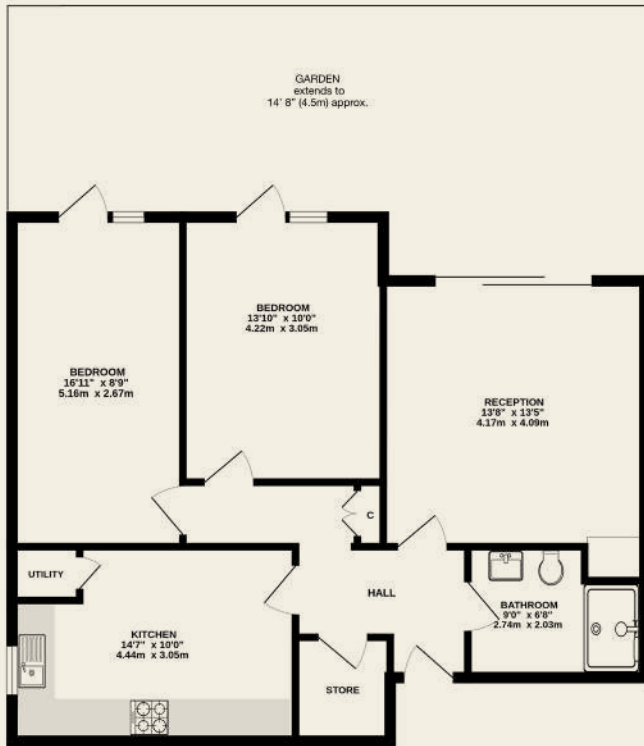 GARDEN
extends to
14' 8" (4.5m) approx.
BEDROOM
13'10" x 10'0"
4.22m x 3.05m
BEDROOM
16'11" x 8'9"
5.16m x 2.67m
RECEPTION
13'8" x 13'5"
4.17m x 4.09m
C
UTILITY
HALL
BATHROOM
9'0" x 6'8"
2.74m x 2.03m
KITCHEN
14'7" x 10'0"
4.44m x 3.05m
STORE